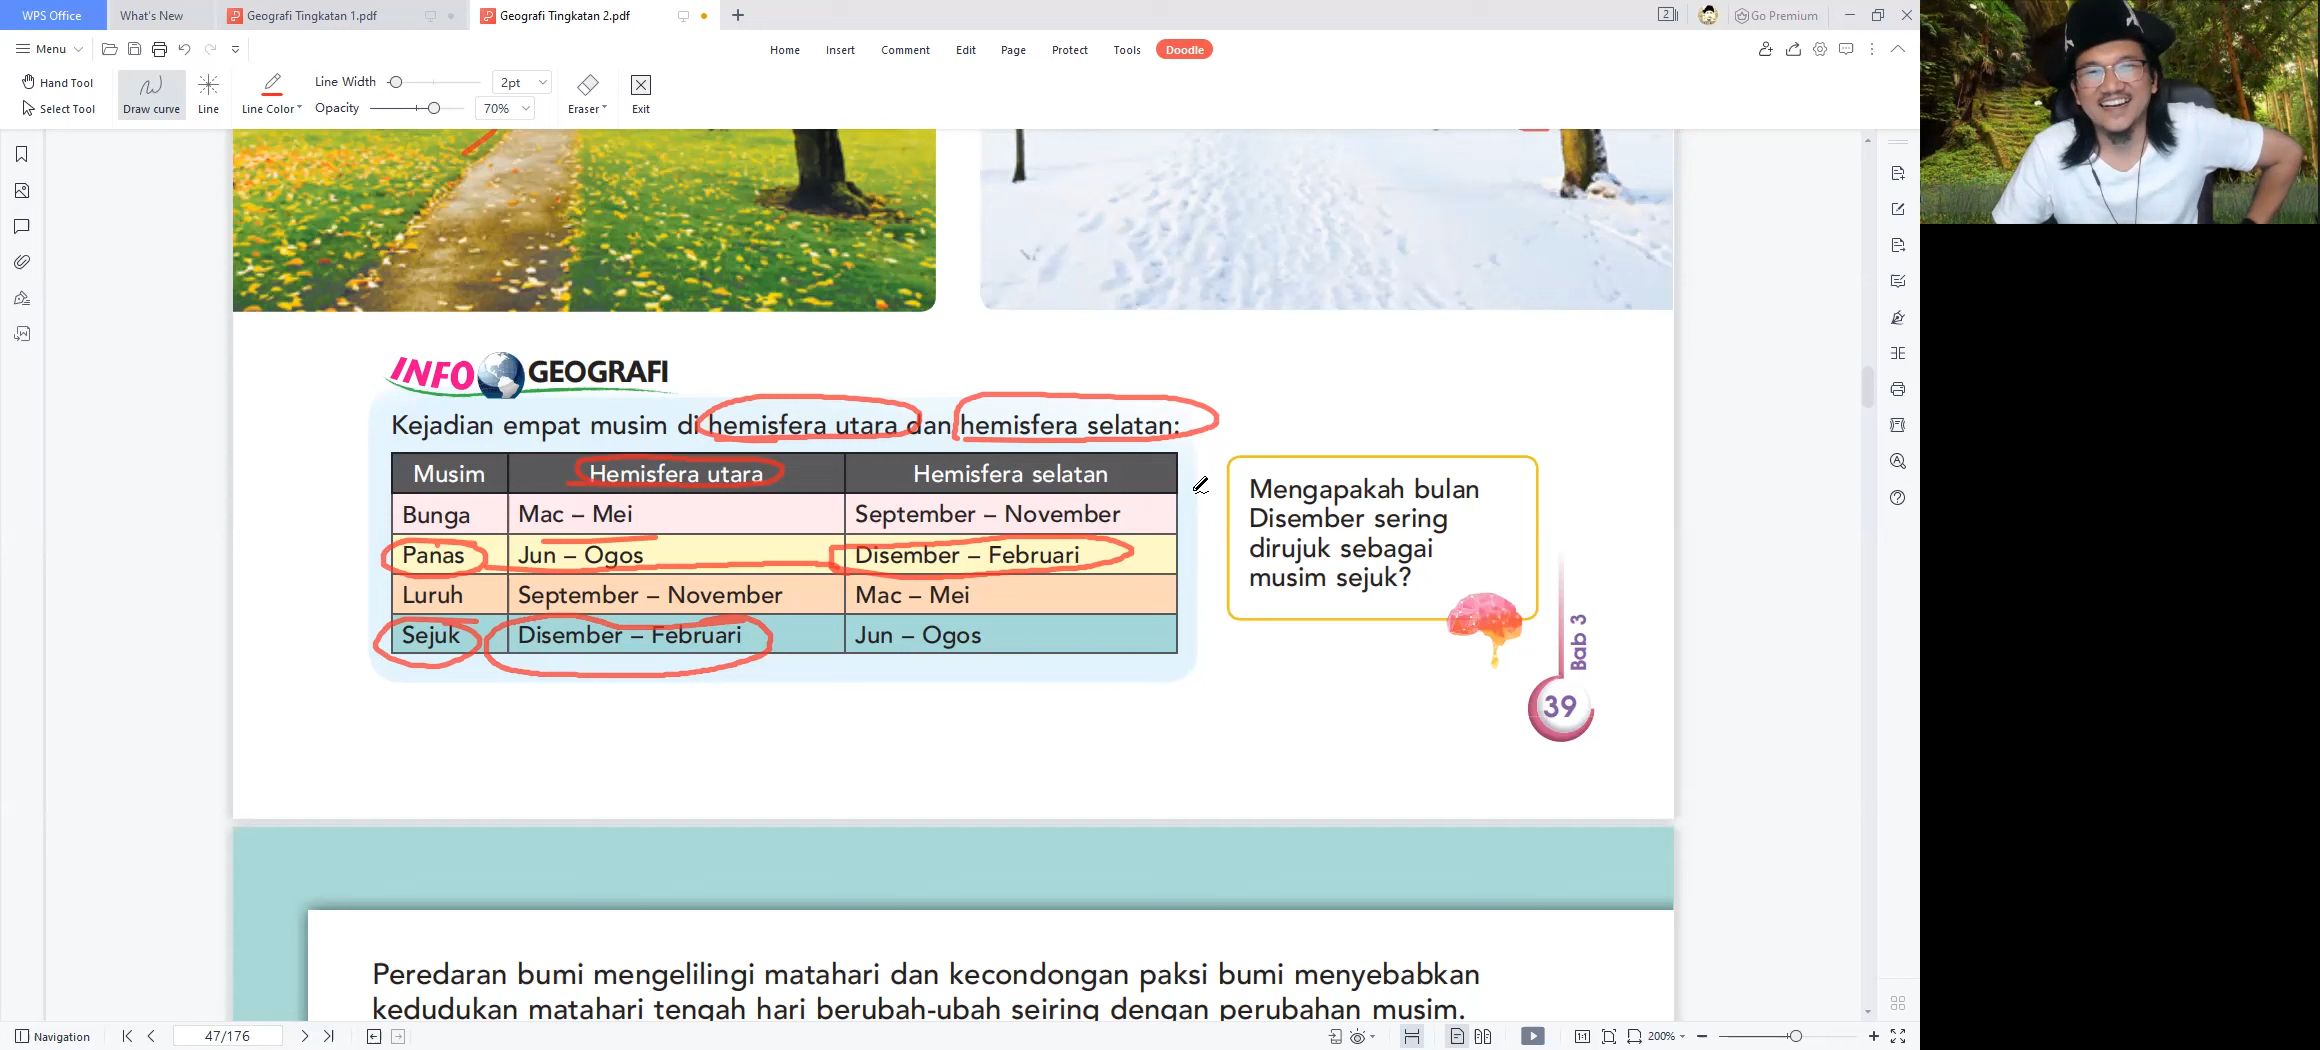 WPS Office What's New Geografi Tingkatan 1.pdf Geografi Tingkatan 2.pdf 2 Go Premium
Menu Home Insert Comment Edit Page Protect Tools Doodle
Hand Tool Line Width 2pt
Select Tool Draw curve Line Line Color Opacity 70% Eraser Exit
INFO GEOGRAFI
Kejadian empat musim di hemisfera utara dan hemisfera selatan:
Musim Hemisfera utara Hemisfera selatan
Bunga Mac – Mei September – November
Panas Jun – Ogos Disember – Februari
Luruh September – November Mac – Mei
Sejuk Disember – Februari Jun – Ogos
Mengapakah bulan
Disember sering
dirujuk sebagai
musim sejuk?
Bab 3
39
Peredaran bumi mengelilingi matahari dan kecondongan paksi bumi menyebabkan
kedudukan matahari tengah hari berubah-ubah seiring dengan perubahan musim.
Navigation 47/176 1:1 200%